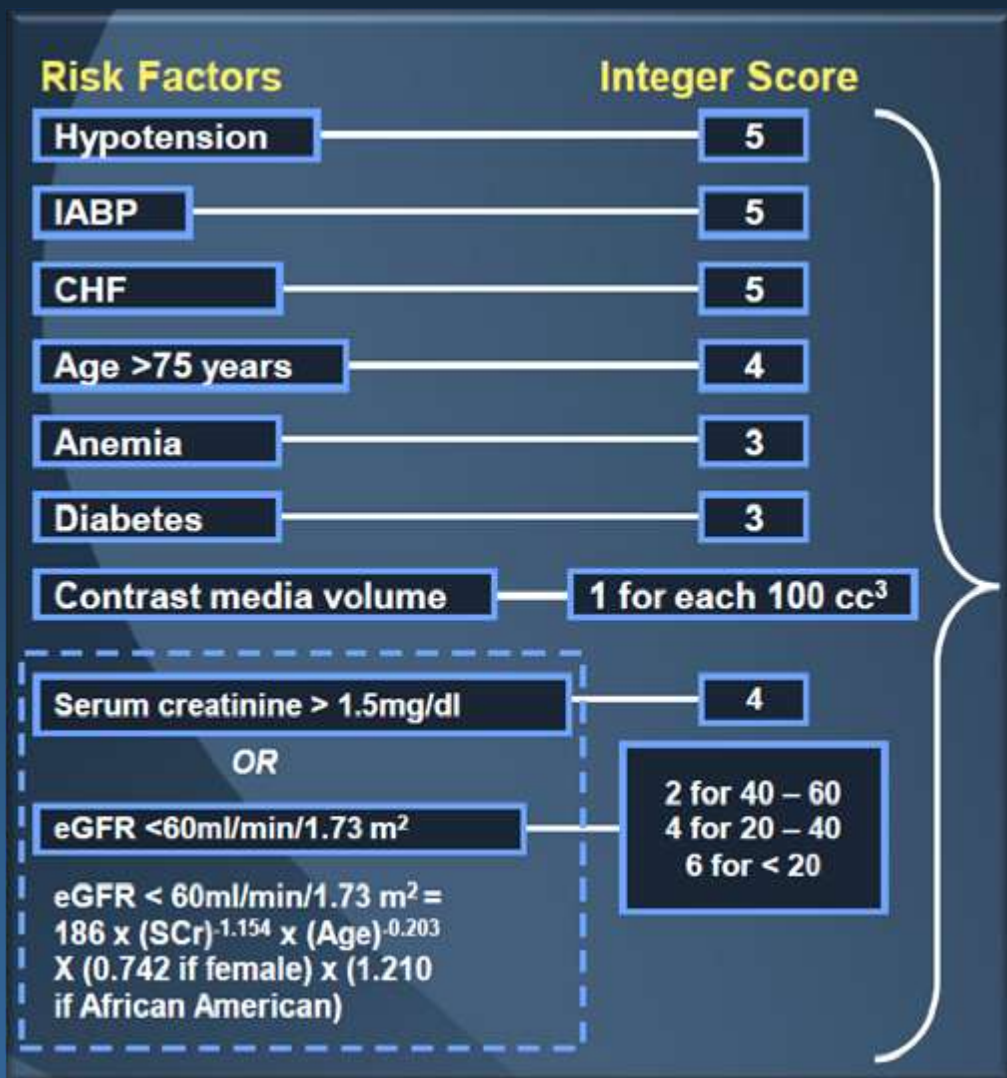 Risk Factors Integer Score
Hypotension 5
IABP 5
CHF 5
Age >75 years 4
Anemia 3
Diabetes 3
Contrast media volume 1 for each 100 cc³
Serum creatinine > 1.5mg/dl 4
OR
eGFR <60ml/min/1.73 m²
2 for 40 – 60
4 for 20 – 40
6 for < 20
eGFR < 60ml/min/1.73 m² =
186 x (SCr)⁻¹·¹⁵⁴ x (Age)⁻⁰·²⁰³
X (0.742 if female) x (1.210
if African American)